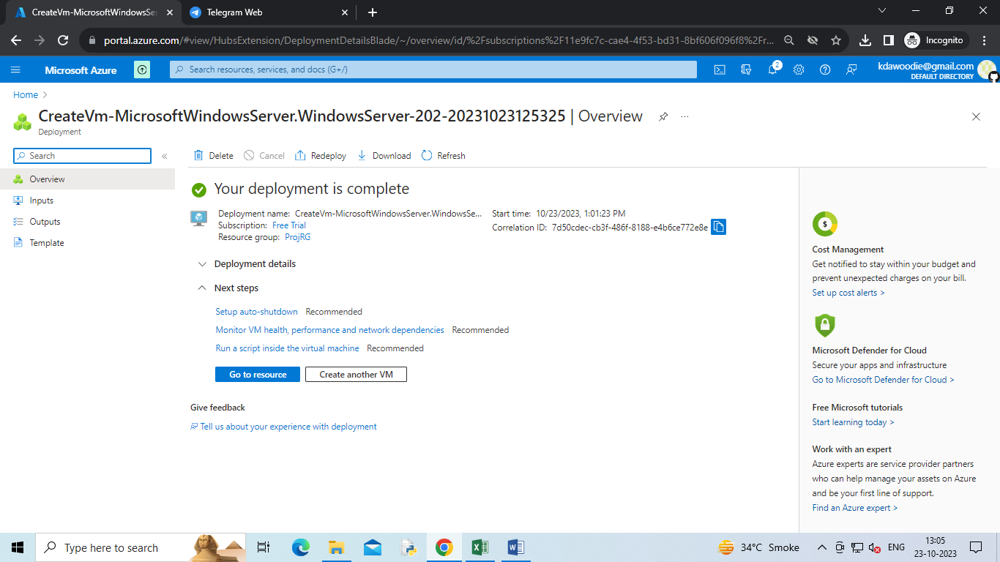 CreateVm-MicrosoftWindowsSer
Telegram Web
portal.azure.com/#view/HubsExtension/DeploymentDetailsBlade/~/overview/id/%2Fsubscriptions%2F11e9fc7c-cae4-4f53-bd31-8bf606f096f8%2Fr...
Incognito
Microsoft Azure
Search resources, services, and docs (G+/)
2
kdawoodie@gmail.com
DEFAULT DIRECTORY
Home >
CreateVm-MicrosoftWindowsServer.WindowsServer-202-20231023125325 | Overview
Deployment
Search
Overview
Inputs
Outputs
Template
Delete Cancel Redeploy Download Refresh
Your deployment is complete
Deployment name: CreateVm-MicrosoftWindowsServer.WindowsSe...
Subscription: Free Trial
Resource group: ProjRG
Start time: 10/23/2023, 1:01:23 PM
Correlation ID: 7d50cdec-cb3f-486f-8188-e4b6ce772e8e
Deployment details
Next steps
Setup auto-shutdown Recommended
Monitor VM health, performance and network dependencies Recommended
Run a script inside the virtual machine Recommended
Go to resource Create another VM
Give feedback
Tell us about your experience with deployment
Cost Management
Get notified to stay within your budget and
prevent unexpected charges on your bill.
Set up cost alerts >
Microsoft Defender for Cloud
Secure your apps and infrastructure
Go to Microsoft Defender for Cloud >
Free Microsoft tutorials
Start learning today >
Work with an expert
Azure experts are service provider partners
who can help manage your assets on Azure
and be your first line of support.
Find an Azure expert >
Type here to search
34°C Smoke
ENG
13:05
23-10-2023